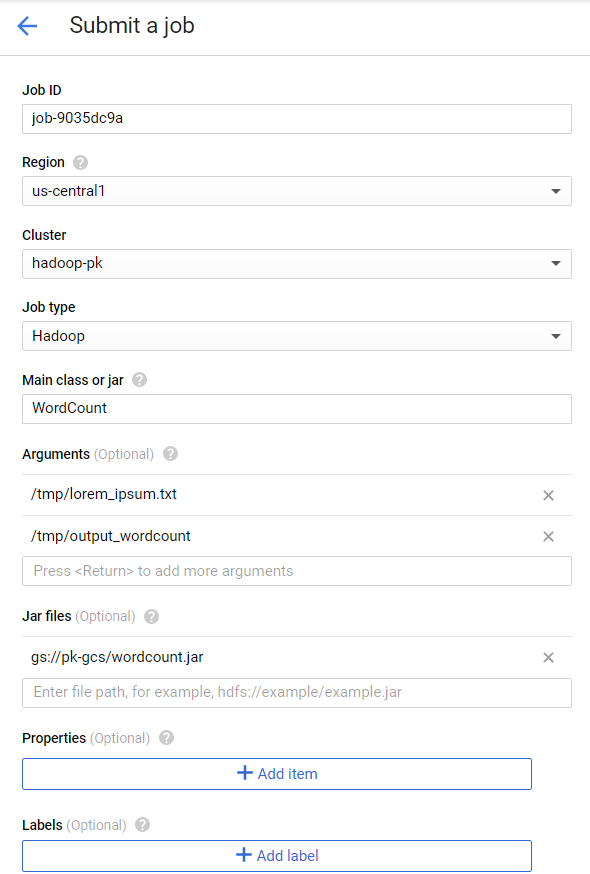 Submit a job
Job ID
job-9035dc9a
Region ?
us-central1
Cluster
hadoop-pk
Job type
Hadoop
Main class or jar ?
WordCount
Arguments (Optional) ?
/tmp/lorem_ipsum.txt
/tmp/output_wordcount
Press <Return> to add more arguments
Jar files (Optional) ?
gs://pk-gcs/wordcount.jar
Enter file path, for example, hdfs://example/example.jar
Properties (Optional) ?
+ Add item
Labels (Optional) ?
+ Add label